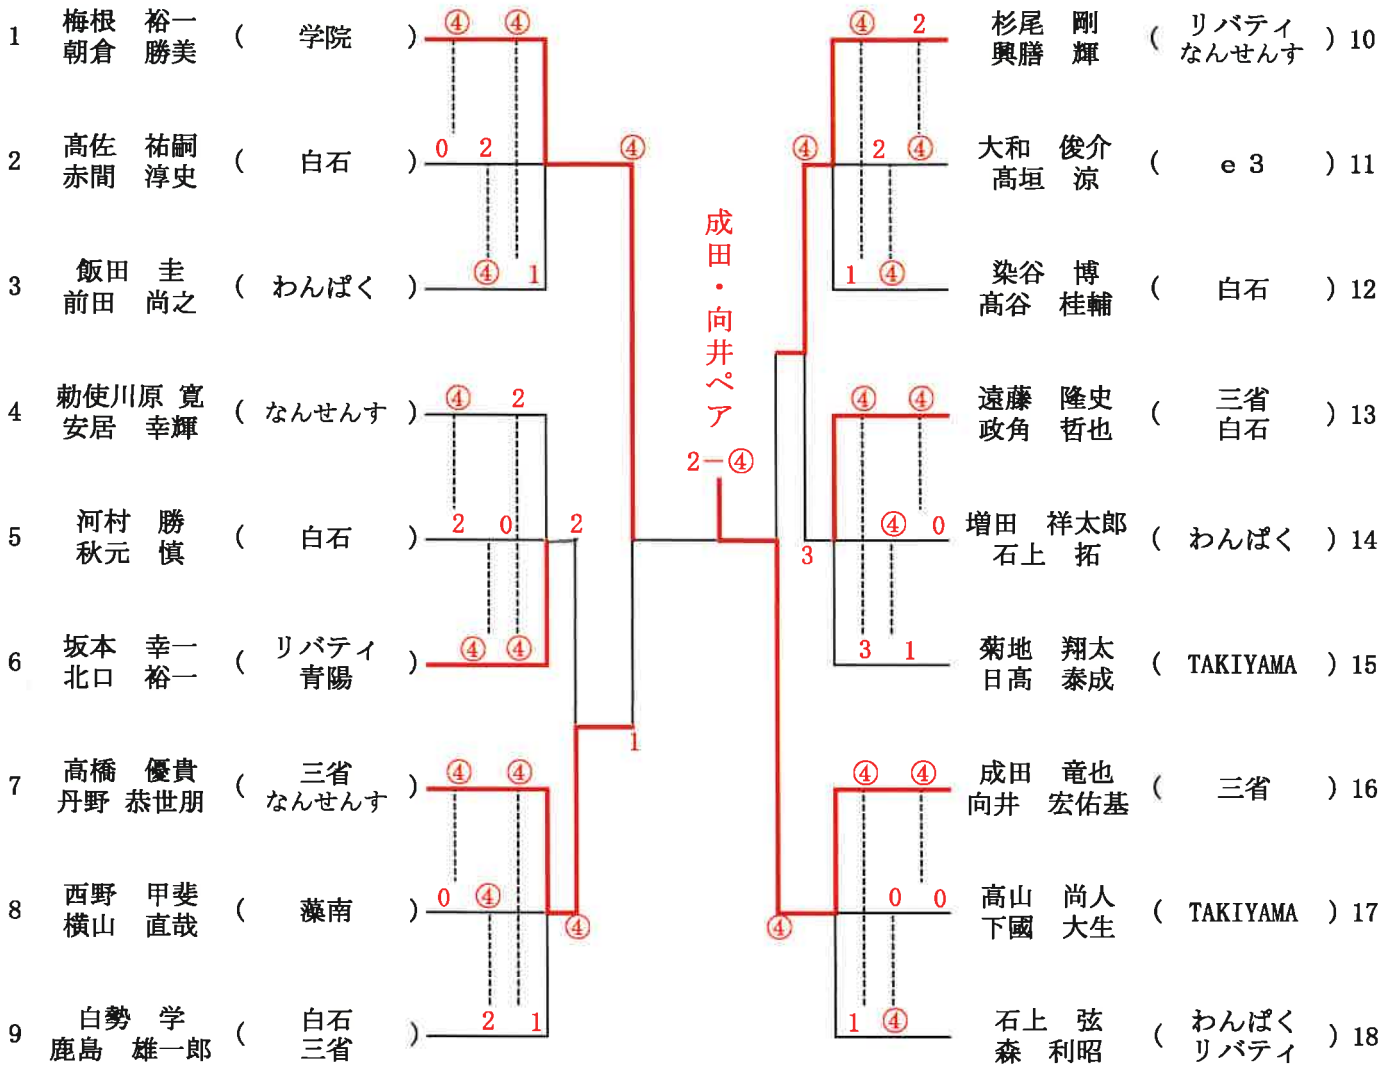 梅根 裕一
1 ( 学院 )
朝倉 勝美
④ ④
髙佐 祐嗣
2 ( 白石 )
赤間 淳史
0 2
飯田 圭
3 ( わんぱく )
前田 尚之
④ 1
④
勅使川原 寛
4 ( なんせんす )
安居 幸輝
④ 2
河村 勝
5 ( 白石 )
秋元 慎
2 0 2
坂本 幸一 リバティ
6 ( )
北口 裕一 青陽
④ ④
1
高橋 優貴 三省
7 ( )
丹野 恭世朋 なんせんす
④ ④
西野 甲斐
8 ( 藻南 )
横山 直哉
0 ④
④
白勢 学 白石
9 ( )
鹿島 雄一郎 三省
2 1
成田・向井ペア
2-④
④ 2
杉尾 剛 リバティ
( ) 10
興膳 輝 なんせんす
④
2 ④
大和 俊介
( e3 ) 11
髙垣 涼
1 ④
染谷 博
( 白石 ) 12
髙谷 桂輔
④ ④
遠藤 隆史 三省
( ) 13
政角 哲也 白石
3
④ 0
増田 祥太郎
( わんぱく ) 14
石上 拓
3 1
菊地 翔太
( TAKIYAMA ) 15
日髙 泰成
④ ④
成田 竜也
( 三省 ) 16
向井 宏佑基
④
0 0
高山 尚人
( TAKIYAMA ) 17
下國 大生
1 ④
石上 弦 わんぱく
( ) 18
森 利昭 リバティ